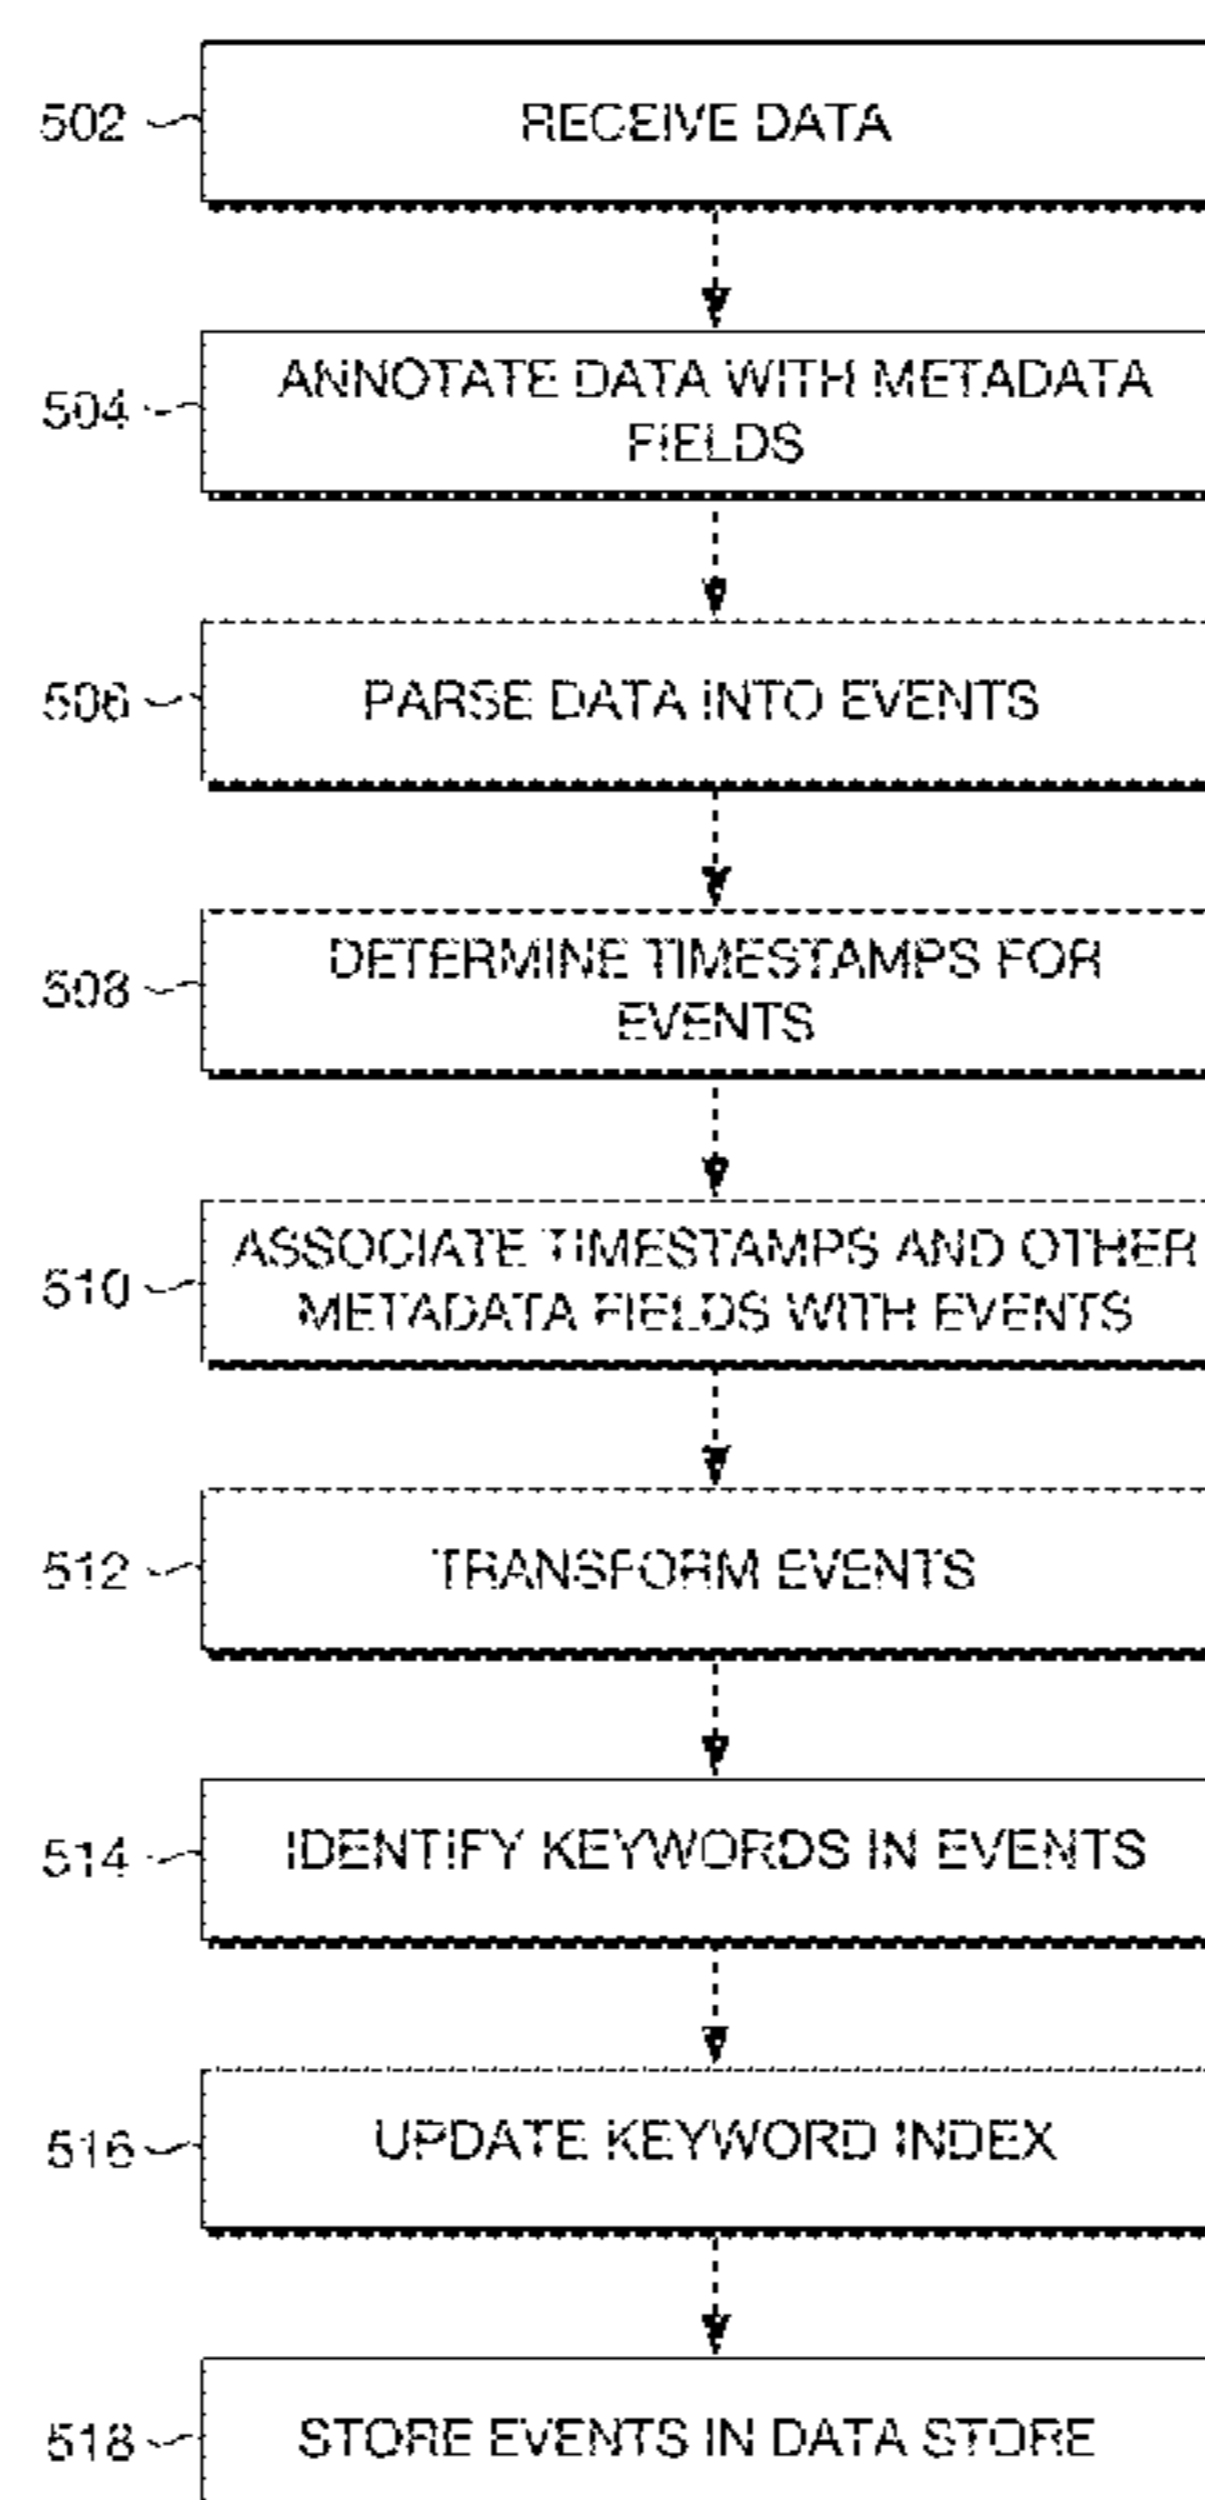 502 RECEIVE DATA
504 ANNOTATE DATA WITH METADATA
FIELDS
506 PARSE DATA INTO EVENTS
508 DETERMINE TIMESTAMPS FOR
EVENTS
510 ASSOCIATE TIMESTAMPS AND OTHER
METADATA FIELDS WITH EVENTS
512 TRANSFORM EVENTS
514 IDENTIFY KEYWORDS IN EVENTS
516 UPDATE KEYWORD INDEX
518 STORE EVENTS IN DATA STORE